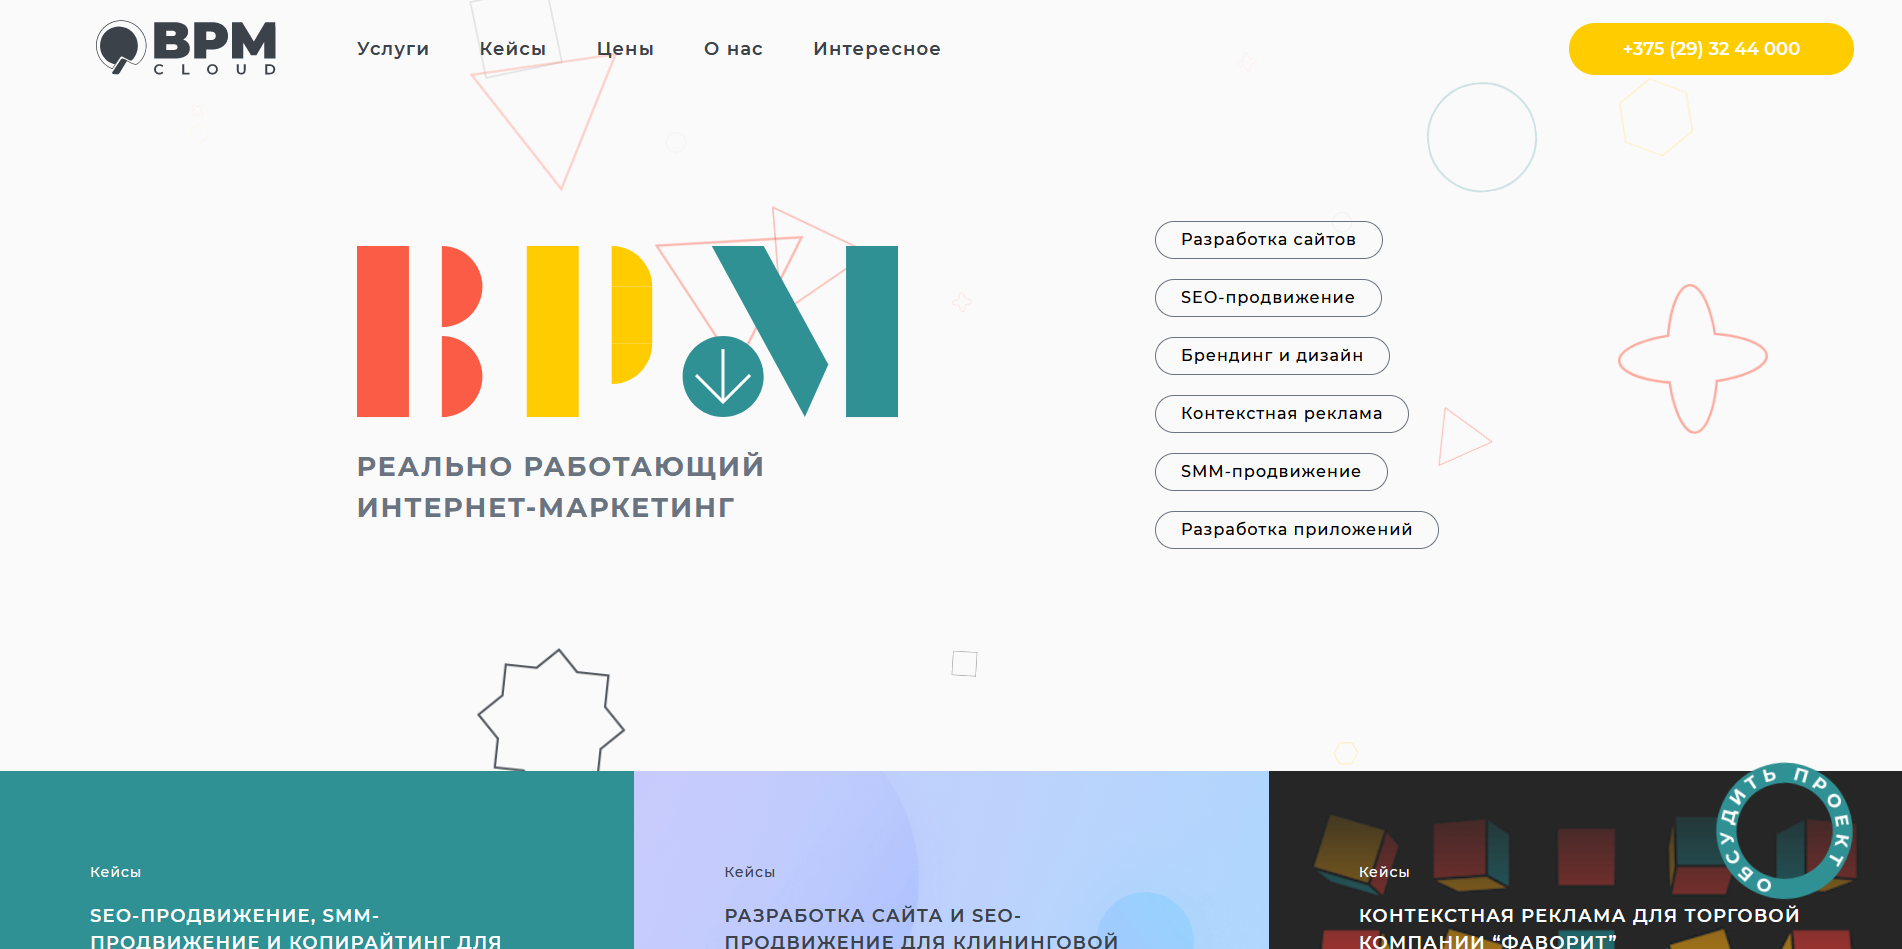 BPM
CLOUD
Услуги
Кейсы
Цены
О нас
Интересное
+375 (29) 32 44 000
BPM
РЕАЛЬНО РАБОТАЮЩИЙ
ИНТЕРНЕТ-МАРКЕТИНГ
Разработка сайтов
SEO-продвижение
Брендинг и дизайн
Контекстная реклама
SMM-продвижение
Разработка приложений
Кейсы
SEO-ПРОДВИЖЕНИЕ, SMM-
ПРОДВИЖЕНИЕ И КОПИРАЙТИНГ ДЛЯ
Кейсы
РАЗРАБОТКА САЙТА И SEO-
ПРОДВИЖЕНИЕ ДЛЯ КЛИНИНГОВОЙ
Кейсы
КОНТЕКСТНАЯ РЕКЛАМА ДЛЯ ТОРГОВОЙ
КОМПАНИИ “ФАВОРИТ”
ОБСУДИТЬ ПРОЕКТ